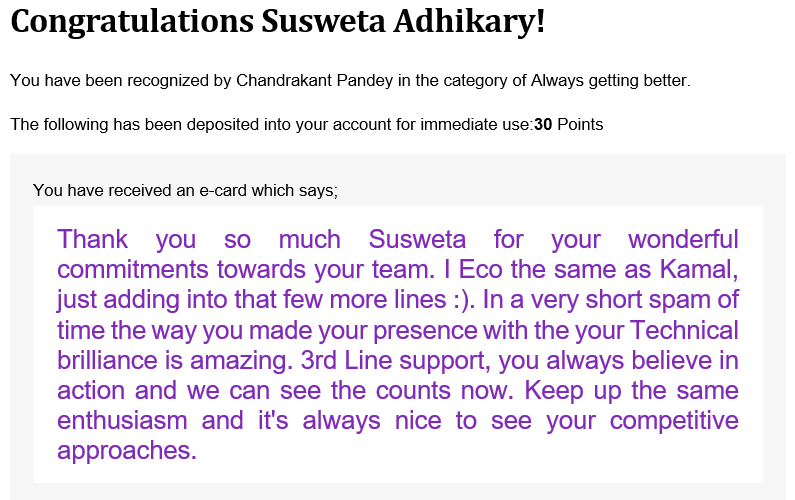 Congratulations Susweta Adhikary!
You have been recognized by Chandrakant Pandey in the category of Always getting better.
The following has been deposited into your account for immediate use:30 Points
You have received an e-card which says;
Thank you so much Susweta for your wonderful
commitments towards your team. I Eco the same as Kamal,
just adding into that few more lines :). In a very short spam of
time the way you made your presence with the your Technical
brilliance is amazing. 3rd Line support, you always believe in
action and we can see the counts now. Keep up the same
enthusiasm and it's always nice to see your competitive
approaches.